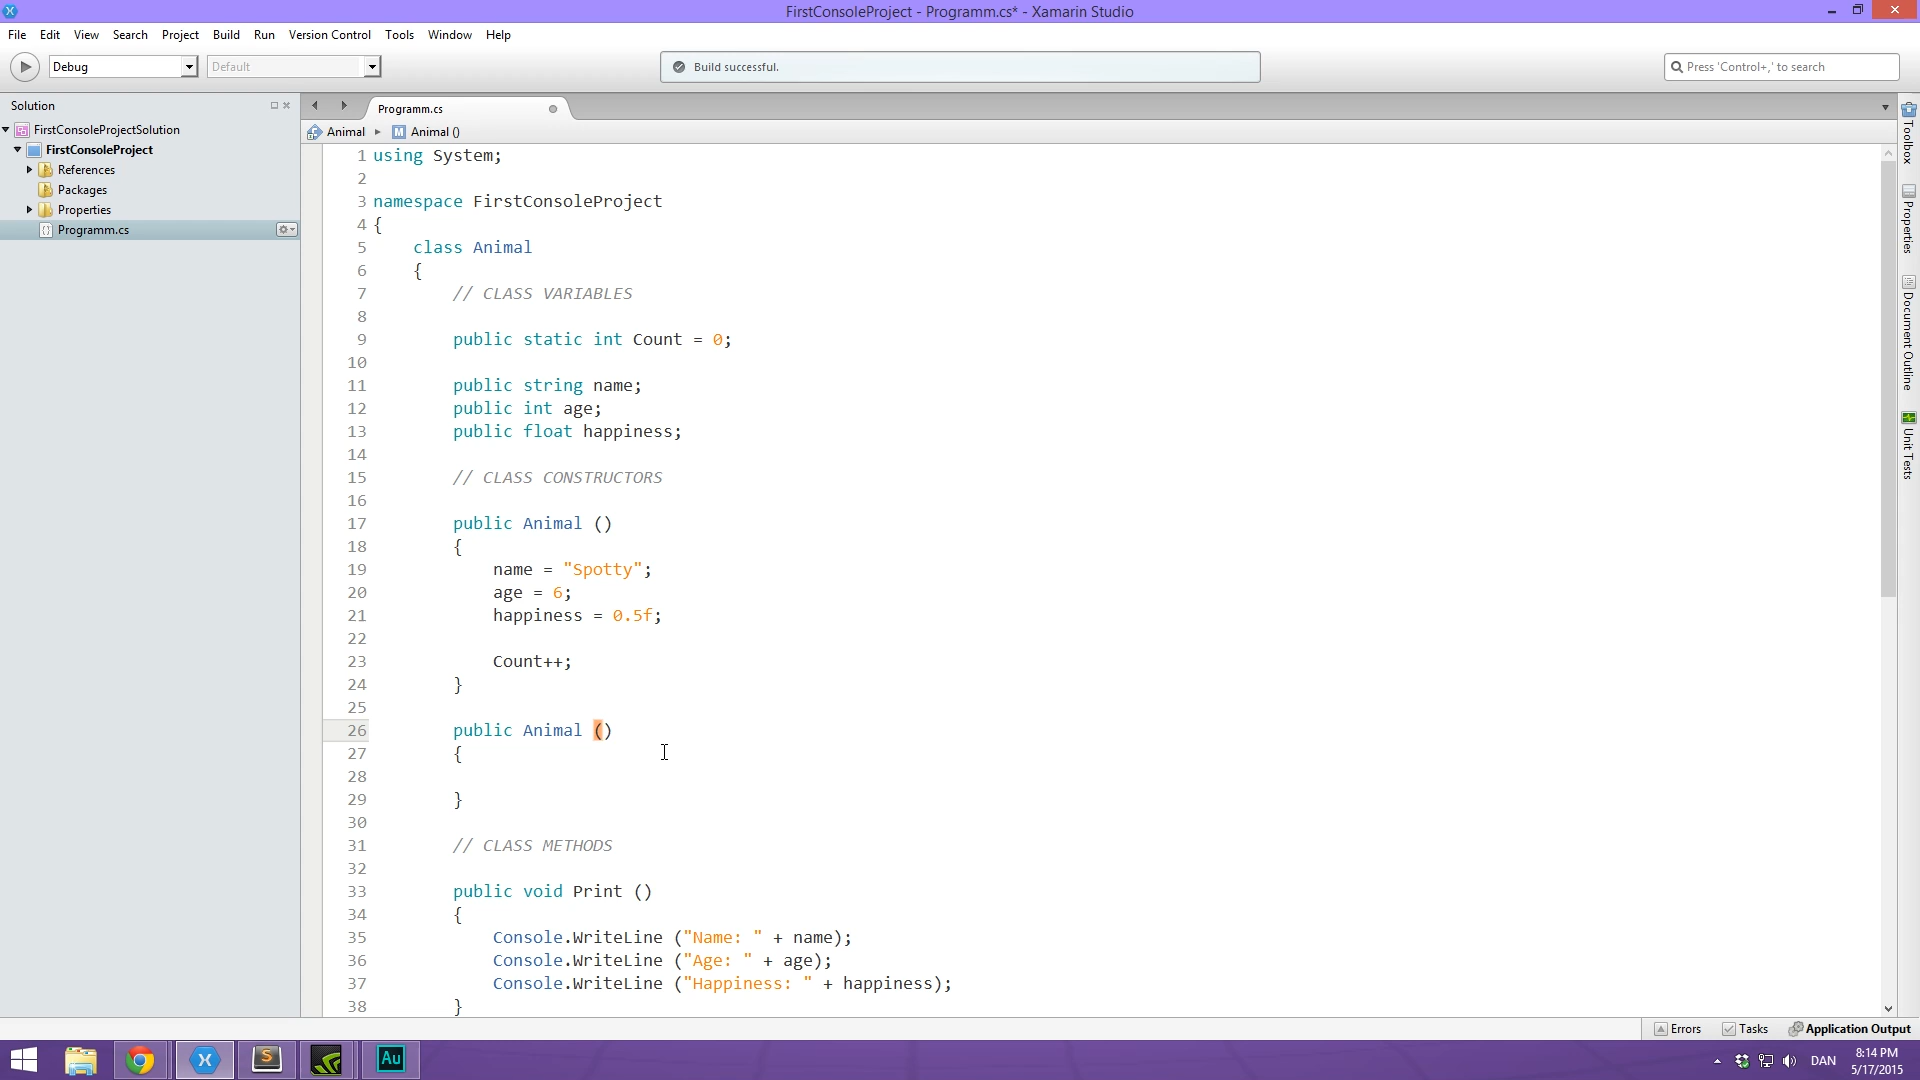 FirstConsoleProject - Programm.cs* - Xamarin Studio
File Edit View Search Project Build Run Version Control Tools Window Help
Debug Default Build successful. Press 'Control+,' to search
Solution
FirstConsoleProjectSolution
FirstConsoleProject
References
Packages
Properties
Programm.cs
Programm.cs
Animal Animal ()
1 using System;
2
3 namespace FirstConsoleProject
4 {
5 class Animal
6 {
7 // CLASS VARIABLES
8
9 public static int Count = 0;
10
11 public string name;
12 public int age;
13 public float happiness;
14
15 // CLASS CONSTRUCTORS
16
17 public Animal ()
18 {
19 name = "Spotty";
20 age = 6;
21 happiness = 0.5f;
22
23 Count++;
24 }
25
26 public Animal ()
27 {
28
29 }
30
31 // CLASS METHODS
32
33 public void Print ()
34 {
35 Console.WriteLine ("Name: " + name);
36 Console.WriteLine ("Age: " + age);
37 Console.WriteLine ("Happiness: " + happiness);
38 }
Toolbox
Properties
Document Outline
Unit Tests
Errors Tasks Application Output
S Au
DAN 8:14 PM
5/17/2015